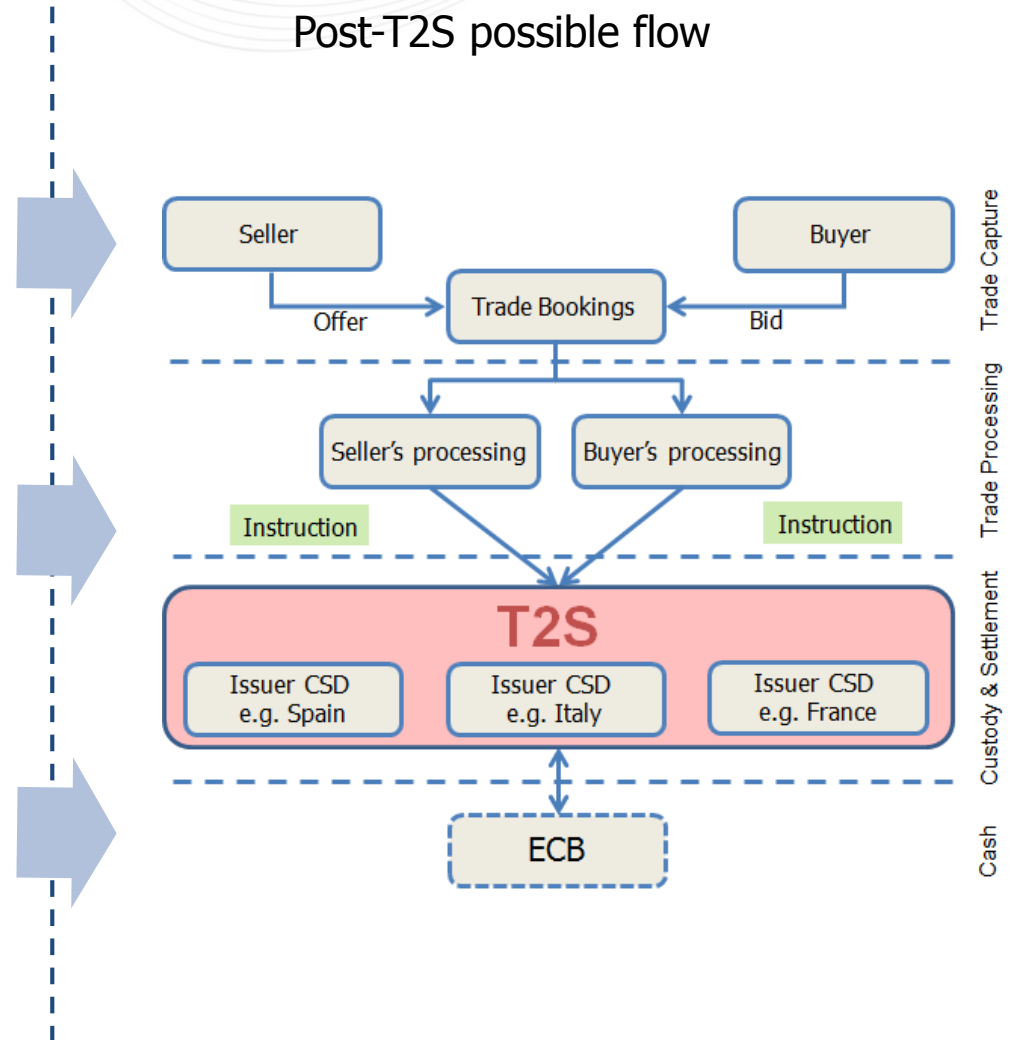 Post-T2S possible flow
Seller
Buyer
Trade Capture
Trade Bookings
Offer
Bid
Trade Processing
Seller's processing
Buyer's processing
Instruction
Instruction
Custody & Settlement
T2S
Issuer CSD
e.g. Spain
Issuer CSD
e.g. Italy
Issuer CSD
e.g. France
Cash
ECB